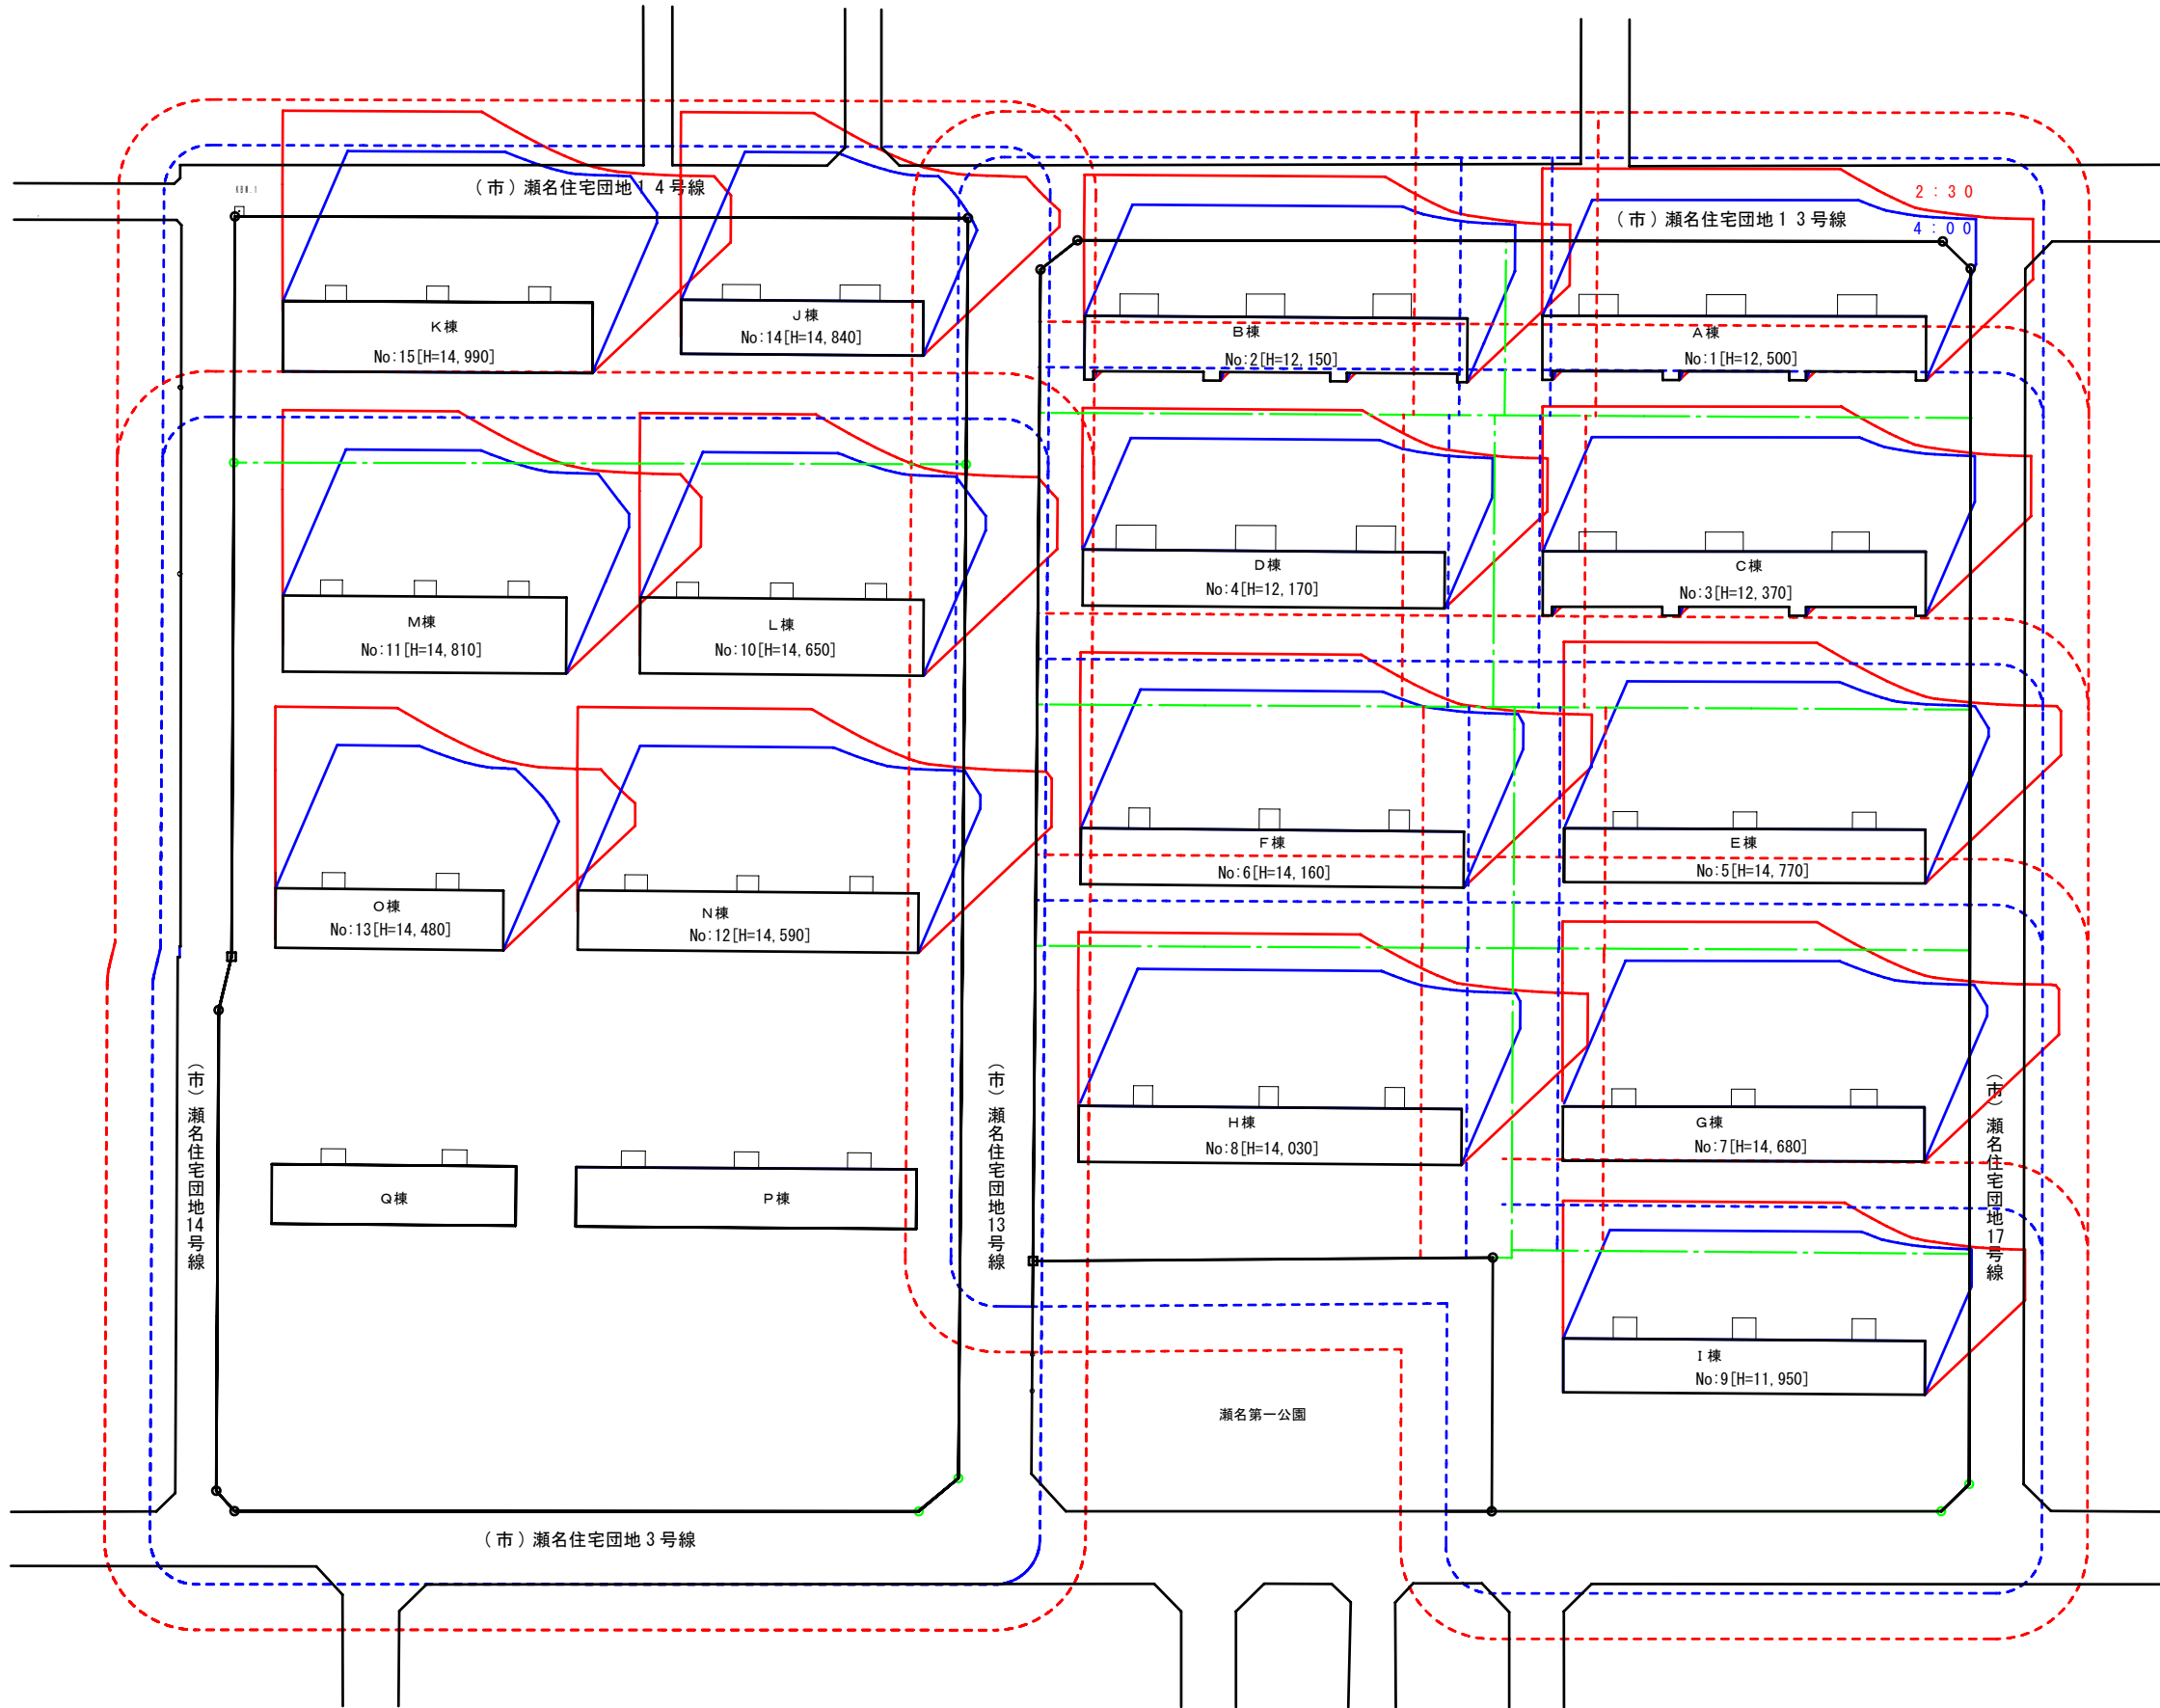 （市）瀬名住宅団地１４号線
KBM.1
2:30
（市）瀬名住宅団地１３号線
4:00
K棟
No:15[H=14,990]
J棟
No:14[H=14,840]
B棟
No:2[H=12,150]
A棟
No:1[H=12,500]
D棟
No:4[H=12,170]
C棟
No:3[H=12,370]
M棟
No:11[H=14,810]
L棟
No:10[H=14,650]
F棟
No:6[H=14,160]
E棟
No:5[H=14,770]
O棟
No:13[H=14,480]
N棟
No:12[H=14,590]
H棟
No:8[H=14,030]
G棟
No:7[H=14,680]
（市）瀬名住宅団地14号線
（市）瀬名住宅団地13号線
（市）瀬名住宅団地17号線
Q棟
P棟
I棟
No:9[H=11,950]
瀬名第一公園
（市）瀬名住宅団地３号線